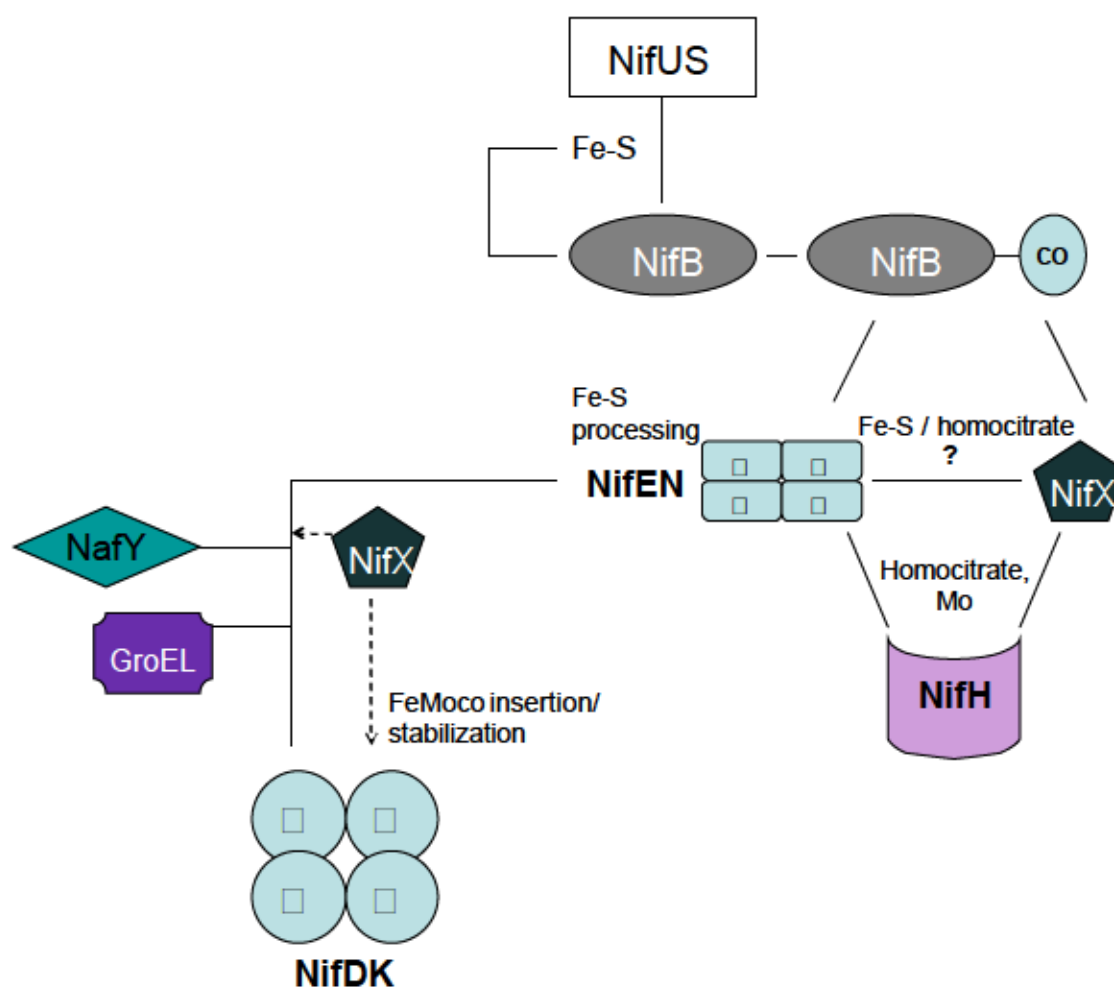 NifUS
Fe-S
NifB
NifB
co
Fe-S
processing
Fe-S / homocitrate
?
NifEN
NifX
NafY
NifX
Homocitrate,
Mo
GroEL
NifH
FeMoco insertion/
stabilization
NifDK